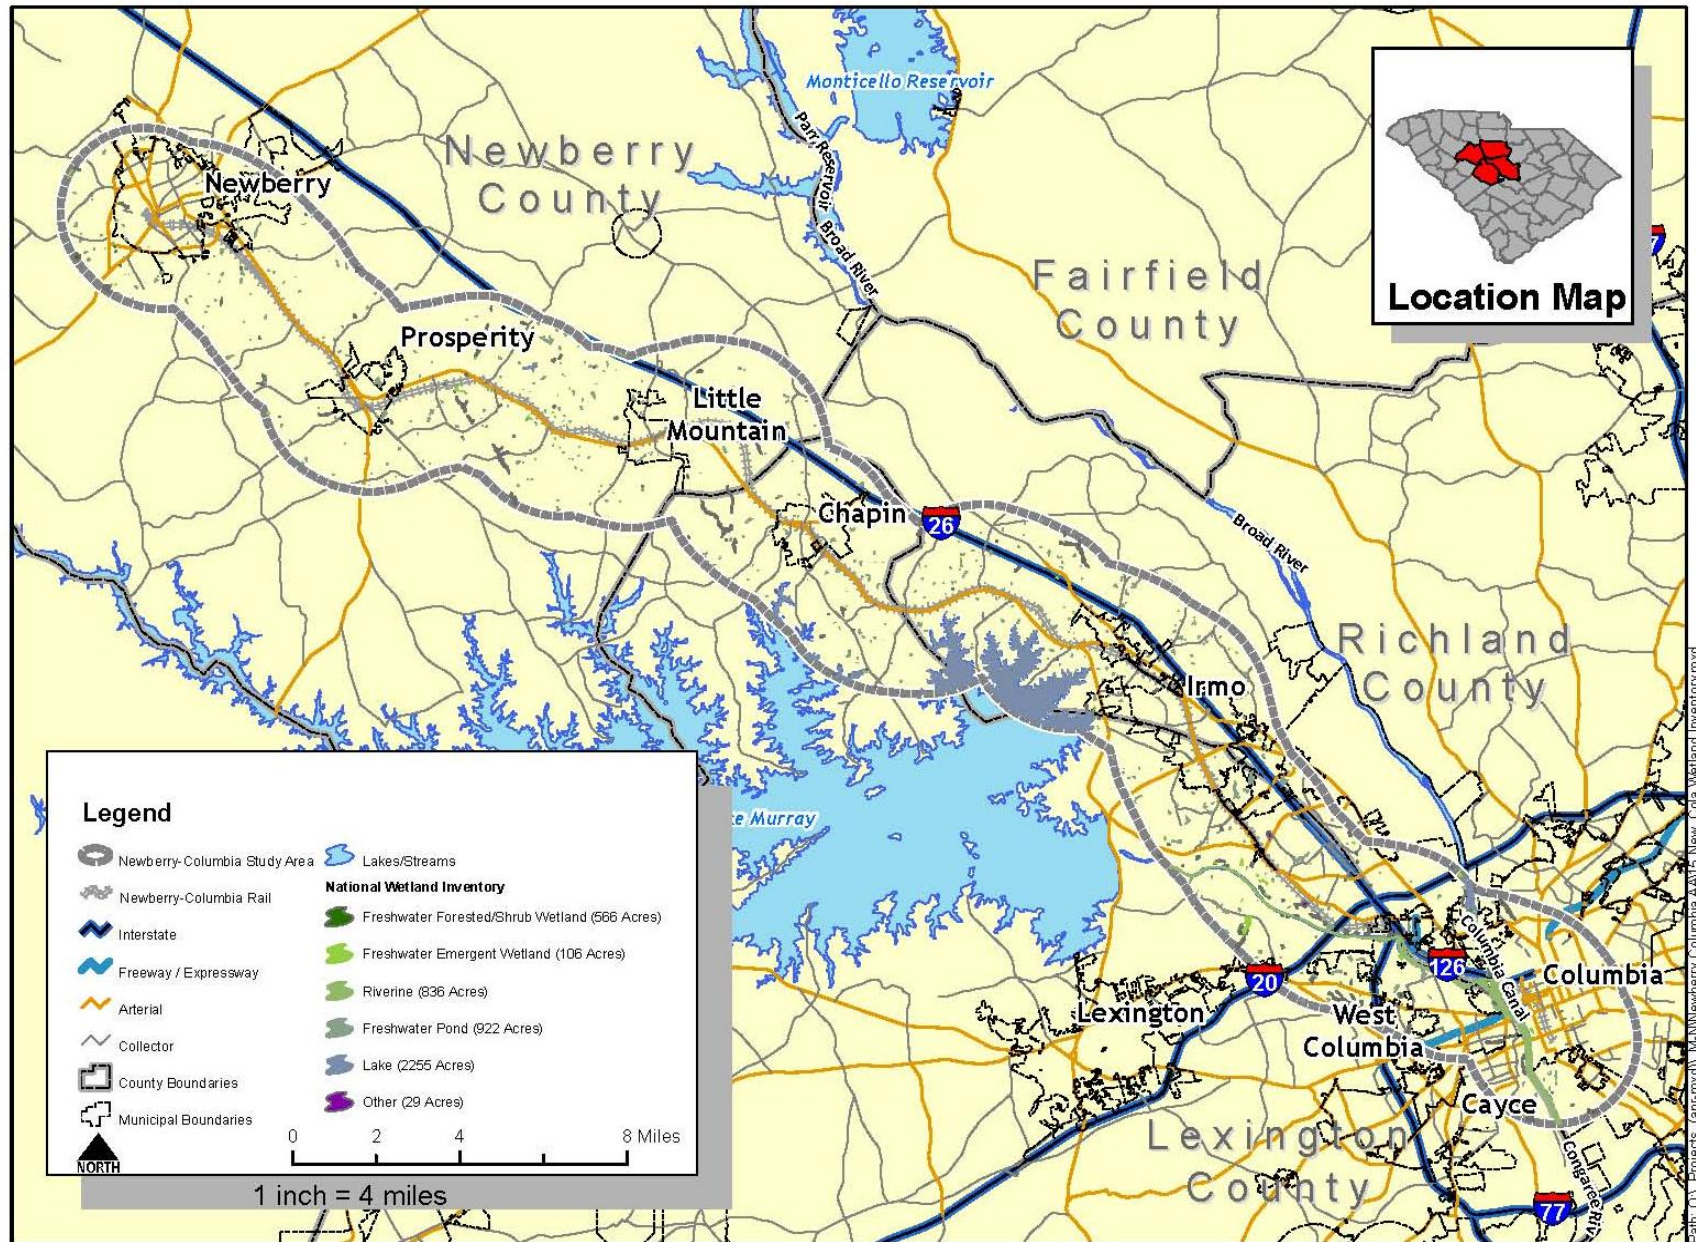 Monticello Reservoir
Parr Reservoir
Newberry
County
Newberry
Broad River
Fairfield
County
Location Map
Prosperity
Little
Mountain
Chapin
26
Broad River
Richland
County
Irmo
Legend
Newberry-Columbia Study Area
Newberry-Columbia Rail
Interstate
Freeway / Expressway
Arterial
Collector
County Boundaries
Municipal Boundaries
NORTH
Lakes/Streams
National Wetland Inventory
Freshwater Forested/Shrub Wetland (566 Acres)
Freshwater Emergent Wetland (106 Acres)
Riverine (836 Acres)
Freshwater Pond (922 Acres)
Lake (2255 Acres)
Other (29 Acres)
0 2 4 8 Miles
1 inch = 4 miles
ke Murray
Columbia Canal
126
20
Columbia
Lexington
West
Columbia
Cayce
Lexington
County
Congaree Riv
77
7